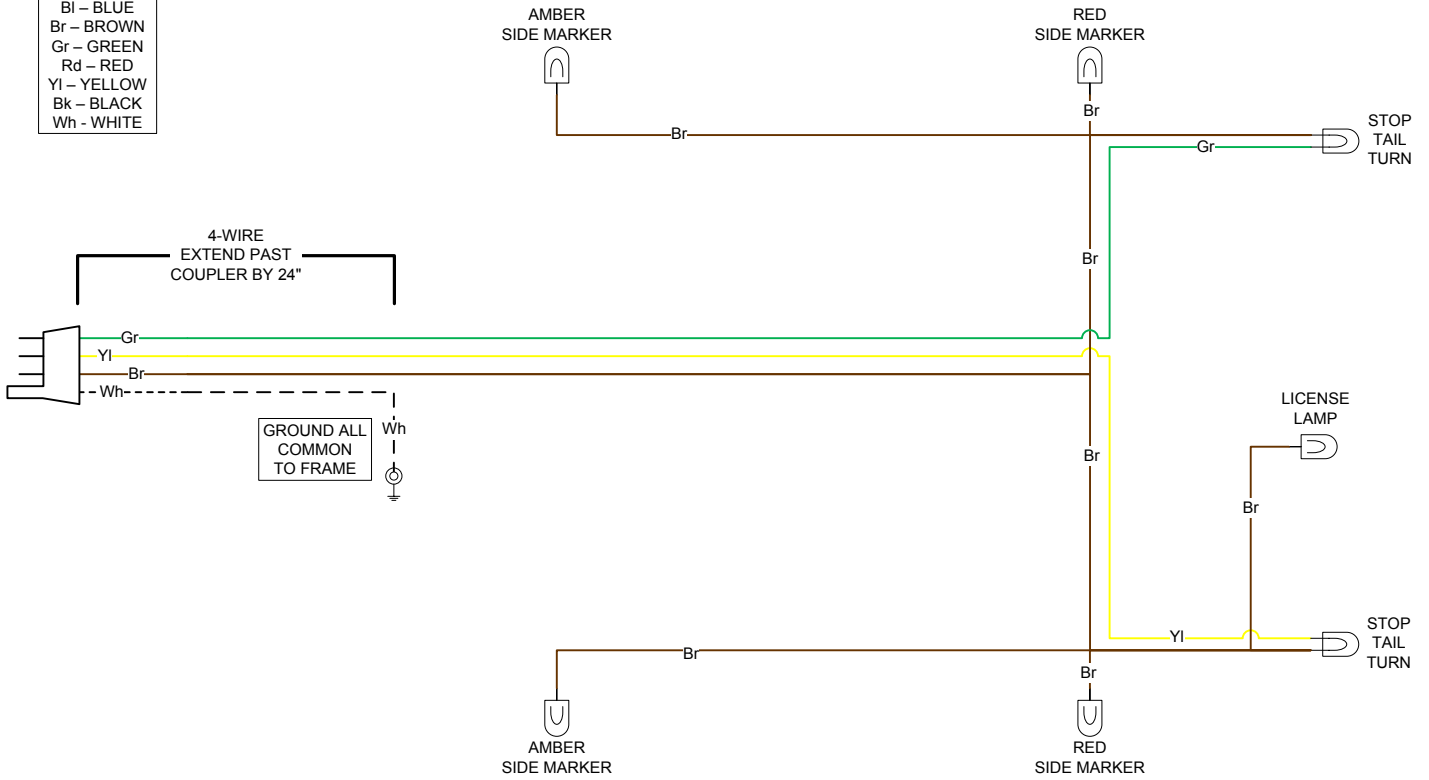 Bl – BLUE
Br – BROWN
Gr – GREEN
Rd – RED
Yl – YELLOW
Bk – BLACK
Wh - WHITE
AMBER
SIDE MARKER
RED
SIDE MARKER
Br
Br
STOP
TAIL
TURN
Gr
4-WIRE
EXTEND PAST
COUPLER BY 24"
Br
Gr
Yl
Br
Wh
GROUND ALL
COMMON
TO FRAME
Wh
Br
LICENSE
LAMP
Br
STOP
TAIL
TURN
Yl
Br
Br
AMBER
SIDE MARKER
RED
SIDE MARKER